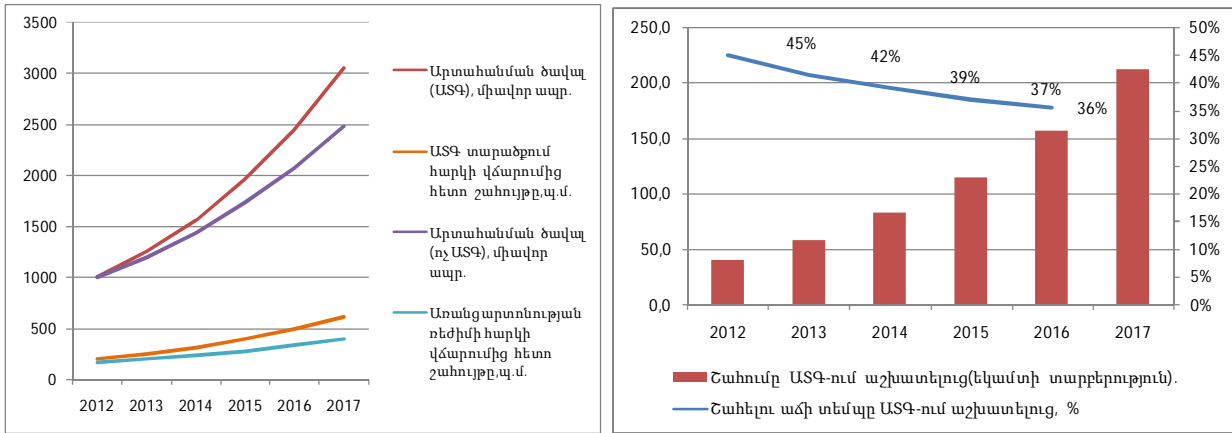 3500
3000
2500
2000
1500
1000
500
0
2012 2013 2014 2015 2016 2017
Արտահանման ծավալ
(ԱՏԳ), միավոր ապր.
ԱՏԳ տարածքում
հարկի վճարումից
հետո շահույթը,պ.մ.
Արտահանման ծավալ
(ոչ ԱՏԳ), միավոր
ապր.
Առանց արտոնության
ռեժիմի հարկի
վճարումից հետո
շահույթը,պ.մ.
250,0
200,0
150,0
100,0
50,0
0,0
50%
45%
40%
35%
30%
25%
20%
15%
10%
5%
0%
45%
42%
39%
37%
36%
2012 2013 2014 2015 2016 2017
Շահումը ԱՏԳ-ում աշխատելուց(եկամտի տարբերություն).
Շահելու աճի տեմպը ԱՏԳ-ում աշխատելուց, %